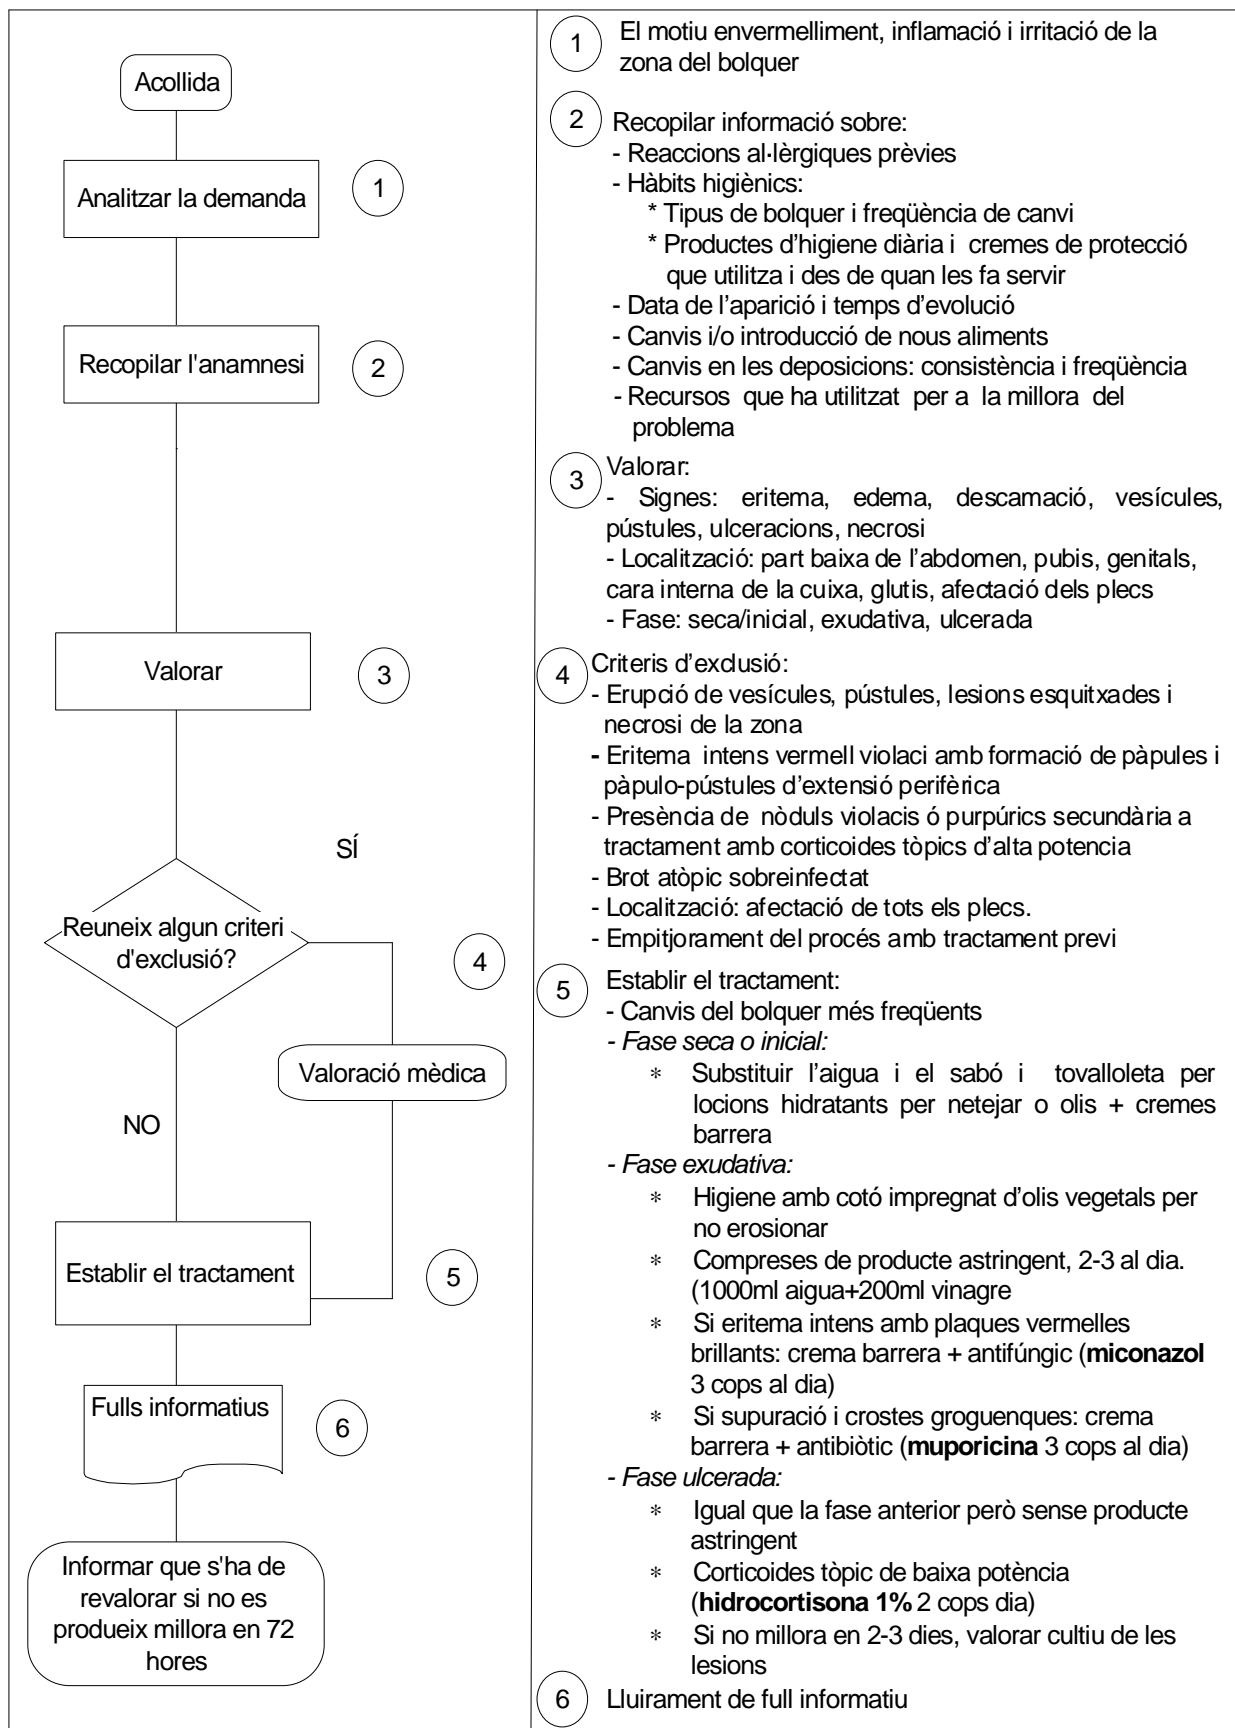 Acollida
Analitzar la demanda
1
Recopilar l'anamnesi
2
Valorar
3
SÍ
Reuneix algun criteri
d'exclusió?
4
Valoració mèdica
NO
Establir el tractament
5
Fulls informatius
6
Informar que s'ha de
revalorar si no es
produeix millora en 72
hores
1
El motiu envermelliment, inflamació i irritació de la
zona del bolquer
2
Recopilar informació sobre:
- Reaccions al·lèrgiques prèvies
- Hàbits higiènics:
* Tipus de bolquer i freqüència de canvi
* Productes d’higiene diària i cremes de protecció
que utilitza i des de quan les fa servir
- Data de l’aparició i temps d’evolució
- Canvis i/o introducció de nous aliments
- Canvis en les deposicions: consistència i freqüència
- Recursos que ha utilitzat per a la millora del
problema
3
Valorar:
- Signes: eritema, edema, descamació, vesícules,
pústules, ulceracions, necrosi
- Localització: part baixa de l’abdomen, pubis, genitals,
cara interna de la cuixa, glutis, afectació dels plecs
- Fase: seca/inicial, exudativa, ulcerada
4
Criteris d’exclusió:
- Erupció de vesícules, pústules, lesions esquitxades i
necrosi de la zona
- Eritema intens vermell violaci amb formació de pàpules i
pàpulo-pústules d’extensió perifèrica
- Presència de nòduls violacis ó purpúrics secundària a
tractament amb corticoides tòpics d’alta potencia
- Brot atòpic sobreinfectat
- Localització: afectació de tots els plecs.
- Empitjorament del procés amb tractament previ
5
Establir el tractament:
- Canvis del bolquer més freqüents
- Fase seca o inicial:
* Substituir l’aigua i el sabó i tovalloleta per
locions hidratants per netejar o olis + cremes
barrera
- Fase exudativa:
* Higiene amb cotó impregnat d’olis vegetals per
no erosionar
* Compreses de producte astringent, 2-3 al dia.
(1000ml aigua+200ml vinagre
* Si eritema intens amb plaques vermelles
brillants: crema barrera + antifúngic (miconazol
3 cops al dia)
* Si supuració i crostes groguenques: crema
barrera + antibiòtic (muporicina 3 cops al dia)
- Fase ulcerada:
* Igual que la fase anterior però sense producte
astringent
* Corticoides tòpic de baixa potència
(hidrocortisona 1% 2 cops dia)
* Si no millora en 2-3 dies, valorar cultiu de les
lesions
6
Lluirament de full informatiu